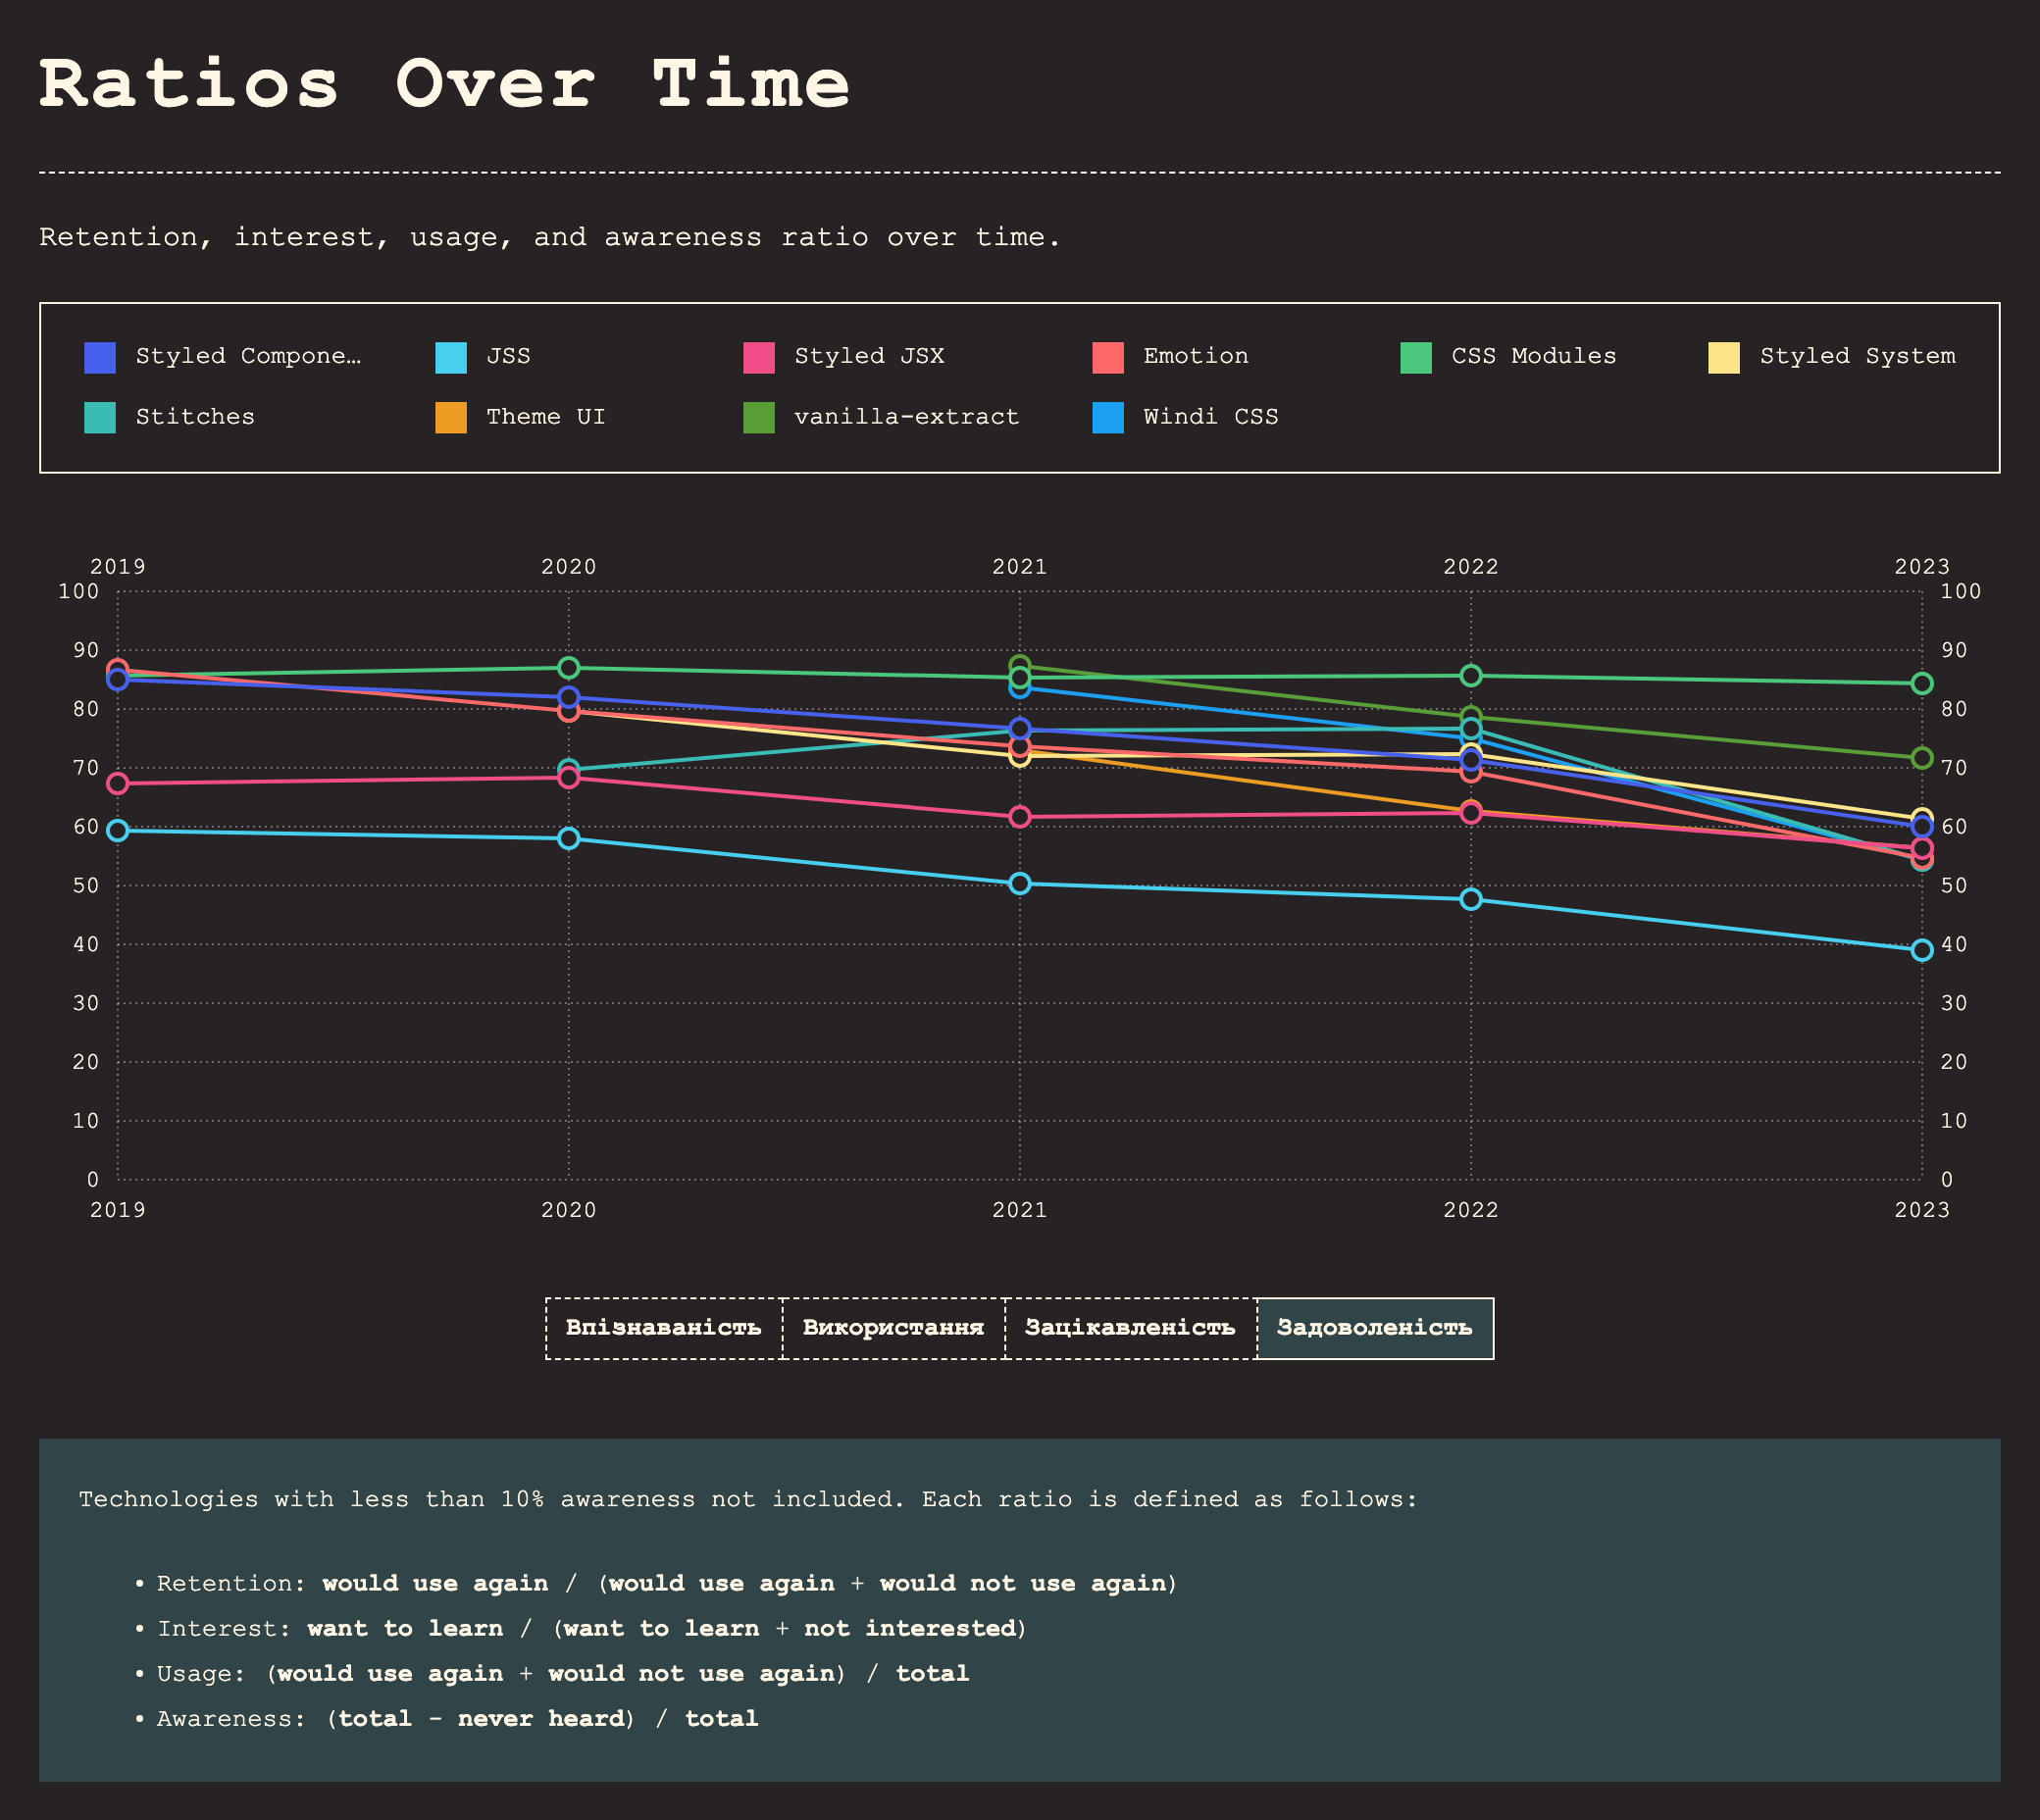 Ratios Over Time
Retention, interest, usage, and awareness ratio over time.
Styled Compone… JSS Styled JSX Emotion CSS Modules Styled System
Stitches Theme UI vanilla-extract Windi CSS
2019 2020 2021 2022 2023
100 100
90 90
80 80
70 70
60 60
50 50
40 40
30 30
20 20
10 10
0 0
2019 2020 2021 2022 2023
Впізнаваність Використання Зацікавленість Задоволеність
Technologies with less than 10% awareness not included. Each ratio is defined as follows:
• Retention: would use again / (would use again + would not use again)
• Interest: want to learn / (want to learn + not interested)
• Usage: (would use again + would not use again) / total
• Awareness: (total - never heard) / total